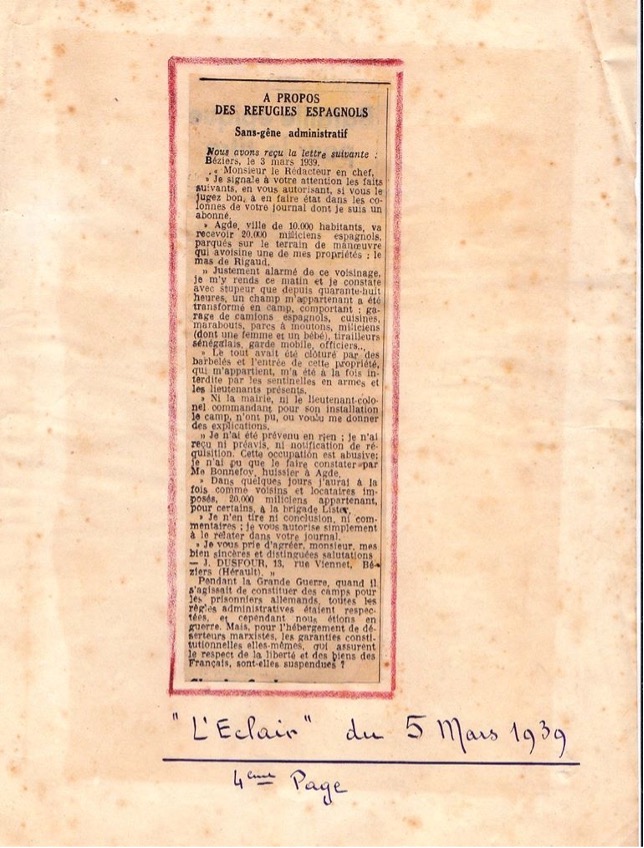 A PROPOS
DES REFUGIES ESPAGNOLS
Sans-gêne administratif
Nous avons reçu la lettre suivante :
Béziers, le 3 mars 1939.
« Monsieur le Rédacteur en chef,
» Je signale à votre attention les faits
suivants, en vous autorisant, si vous le
jugez bon, à en faire état dans les co-
lonnes de votre journal dont je suis un
abonné.
» Agde, ville de 10.000 habitants, va
recevoir 20.000 miliciens espagnols,
parqués sur le terrain de manœuvre
qui avoisine une de mes propriétés : le
mas de Rigaud.
» Justement alarmé de ce voisinage,
je m'y rends ce matin et je constate
avec stupeur que depuis quarante-huit
heures, un champ m'appartenant a été
transformé en camp, comportant : ga-
rage de camions espagnols, cuisines,
marabouts, parcs à moutons, miliciens
(dont une femme et un bébé), tirailleurs
sénégalais, garde mobile, officiers...
» Le tout avait été clôturé par des
barbelés et l'entrée de cette propriété,
qui m'appartient, m'a été à la fois in-
terdite par les sentinelles en armes et
les lieutenants présents.
» Ni la mairie, ni le lieutenant-colo-
nel commandant pour son installation
le camp, n'ont pu, ou voulu me donner
des explications.
» Je n'ai été prévenu en rien ; je n'ai
reçu ni préavis, ni notification de ré-
quisition. Cette occupation est abusive;
je n'ai pu que le faire constater par
Me Bonnefoy, huissier à Agde.
» Dans quelques jours j'aurai à la
fois comme voisins et locataires im-
posés, 20.000 miliciens appartenant,
pour certains, à la brigade Lister.
» Je n'en tire ni conclusion, ni com-
mentaires ; je vous autorise simplement
à le relater dans votre journal.
» Je vous prie d'agréer, monsieur, mes
bien sincères et distinguées salutations
— J. DUSFOUR, 13, rue Viennet, Bé-
ziers (Hérault). »
Pendant la Grande Guerre, quand il
s'agissait de constituer des camps pour
les prisonniers allemands, toutes les
règles administratives étaient respec-
tées, et cependant nous étions en
guerre. Mais, pour l'hébergement de dé-
serteurs marxistes, les garanties consti-
tutionnelles elles-mêmes, qui assurent
le respect de la liberté et des biens des
Français, sont-elles suspendues ?
"L'Eclair" du 5 Mars 1939
4ème Page